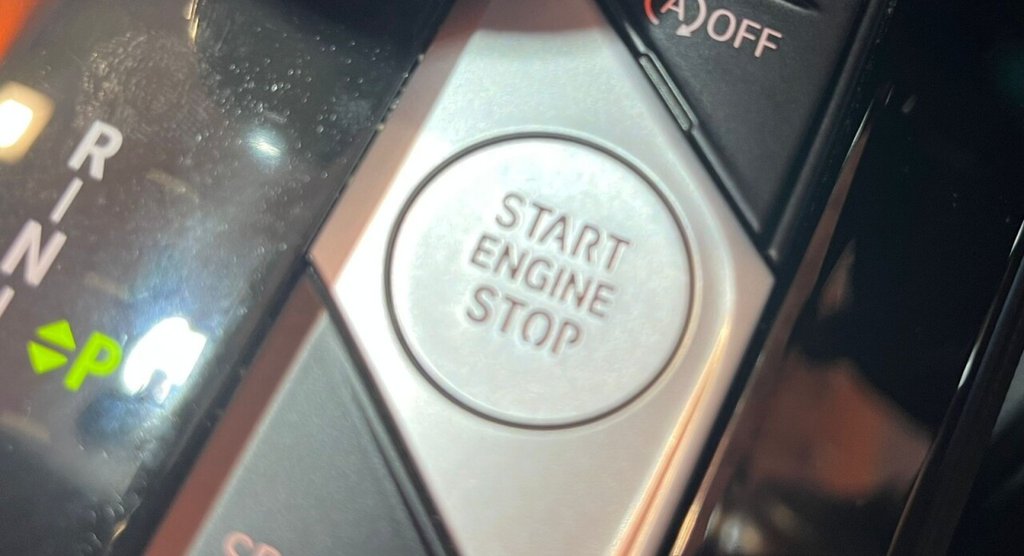 (A) OFF
R
N
P
START
ENGINE
STOP